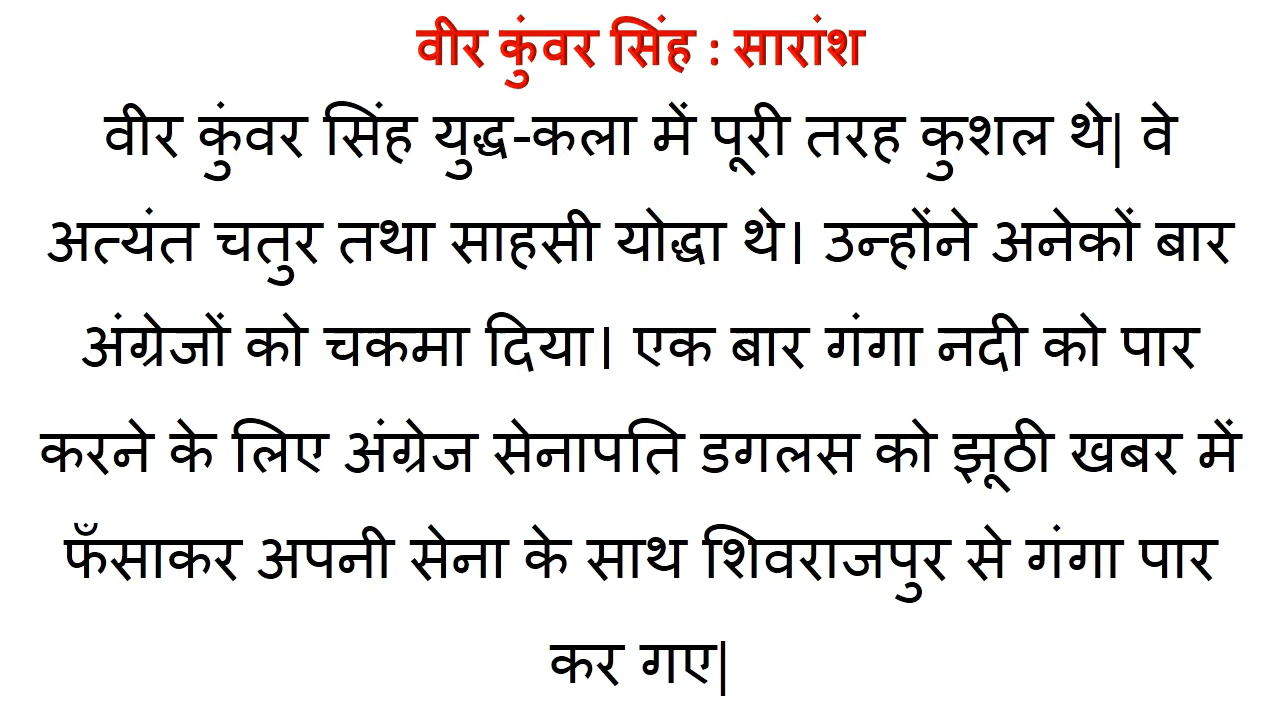 वीर कुंवर सिंह : सारांश
वीर कुंवर सिंह युद्ध-कला में पूरी तरह कुशल थे| वे
अत्यंत चतुर तथा साहसी योद्धा थे। उन्होंने अनेकों बार
अंग्रेजों को चकमा दिया। एक बार गंगा नदी को पार
करने के लिए अंग्रेज सेनापति डगलस को झूठी खबर में
फँसाकर अपनी सेना के साथ शिवराजपुर से गंगा पार
कर गए|